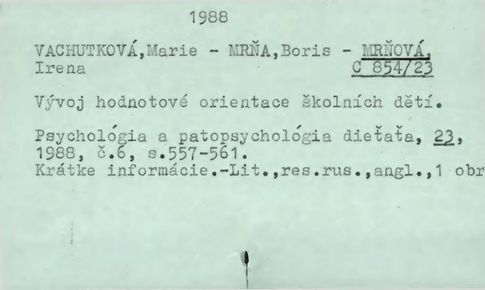 1988
VACHUTKOVÁ,Marie - MRŇA,Boris - MRŇOVÁ,
Irena C 854/23
Vývoj hodnotové orientace školních dětí.
Psychológia a patopsychológia dieťaťa, 23,
1988, č.6, s.557-561.
Krátke informácie.-Lit.,res.rus.,angl.,1 obr